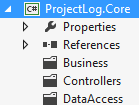 C# ProjectLog.Core
Properties
References
Business
Controllers
DataAccess